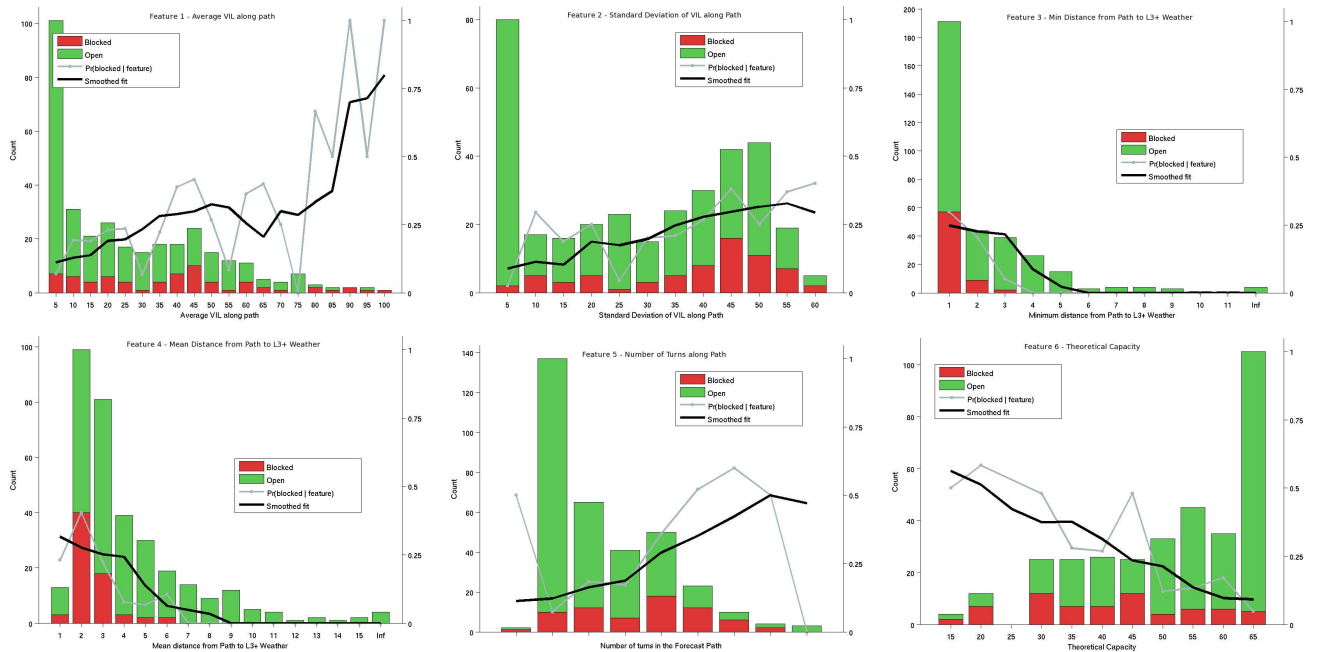 Feature 1 - Average VIL along path
Blocked
Open
Pr(blocked | feature)
Smoothed fit
Count
0
20
40
60
80
100
0
0.25
0.5
0.75
1
5 10 15 20 25 30 35 40 45 50 55 60 65 70 75 80 85 90 95 100
Average VIL along path
Feature 2 - Standard Deviation of VIL along Path
Blocked
Open
Pr(blocked | feature)
Smoothed fit
Count
0
20
40
60
80
0
0.25
0.5
0.75
1
5 10 15 20 25 30 35 40 45 50 55 60
Standard Deviation of VIL along Path
Feature 3 - Min Distance from Path to L3+ Weather
Blocked
Open
Pr(blocked | feature)
Smoothed fit
Count
0
20
40
60
80
100
120
140
160
180
200
0
0.25
0.5
0.75
1
1 2 3 4 5 6 7 8 9 10 11 Inf
Minimum distance from Path to L3+ Weather
Feature 4 - Mean Distance from Path to L3+ Weather
Blocked
Open
Pr(blocked | feature)
Smoothed fit
Count
0
20
40
60
80
100
0
0.25
0.5
0.75
1
1 2 3 4 5 6 7 8 9 10 11 12 13 14 15 Inf
Mean distance from Path to L3+ Weather
Feature 5 - Number of Turns along Path
Blocked
Open
Pr(blocked | feature)
Smoothed fit
Count
0
20
40
60
80
100
120
140
0
0.25
0.5
0.75
1
Number of turns in the Forecast Path
Feature 6 - Theoretical Capacity
Blocked
Open
Pr(blocked | feature)
Smoothed fit
Count
0
20
40
60
80
100
0
0.25
0.5
0.75
1
15 20 25 30 35 40 45 50 55 60 65
Theoretical Capacity